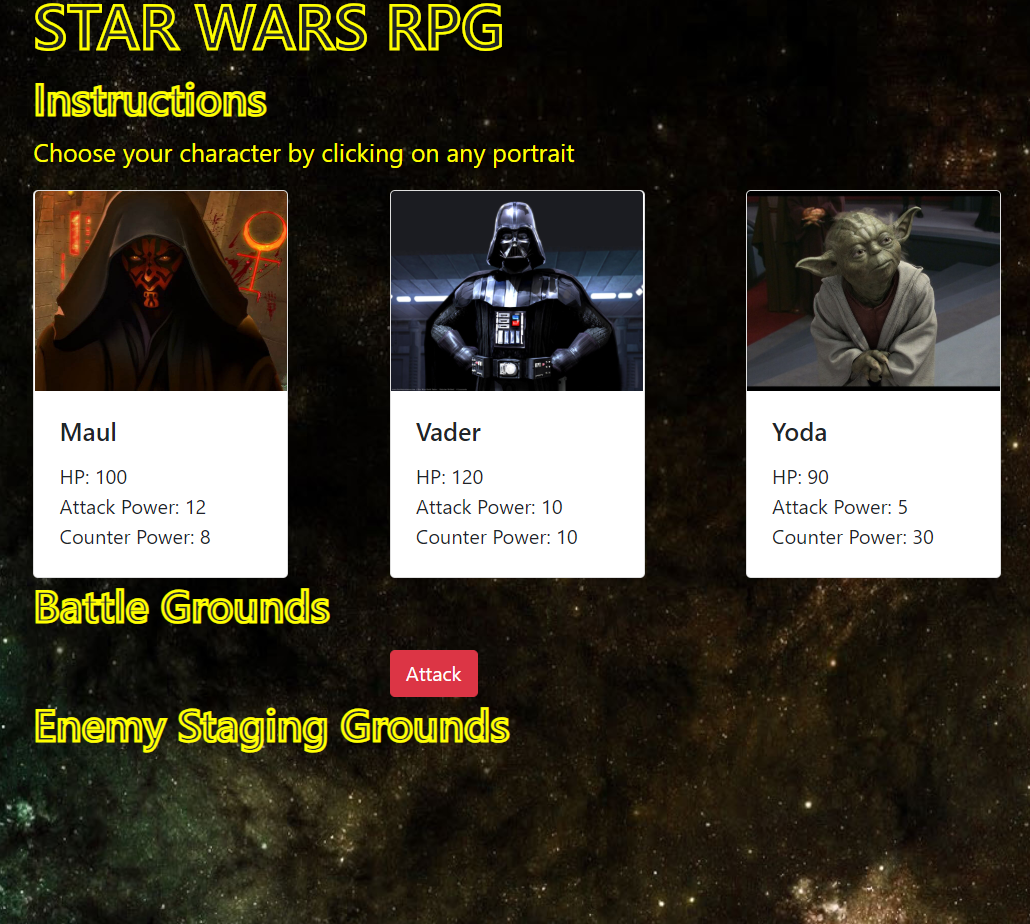 STAR WARS RPG
Instructions
Choose your character by clicking on any portrait
Maul
HP: 100
Attack Power: 12
Counter Power: 8
Vader
HP: 120
Attack Power: 10
Counter Power: 10
Yoda
HP: 90
Attack Power: 5
Counter Power: 30
Battle Grounds
Attack
Enemy Staging Grounds